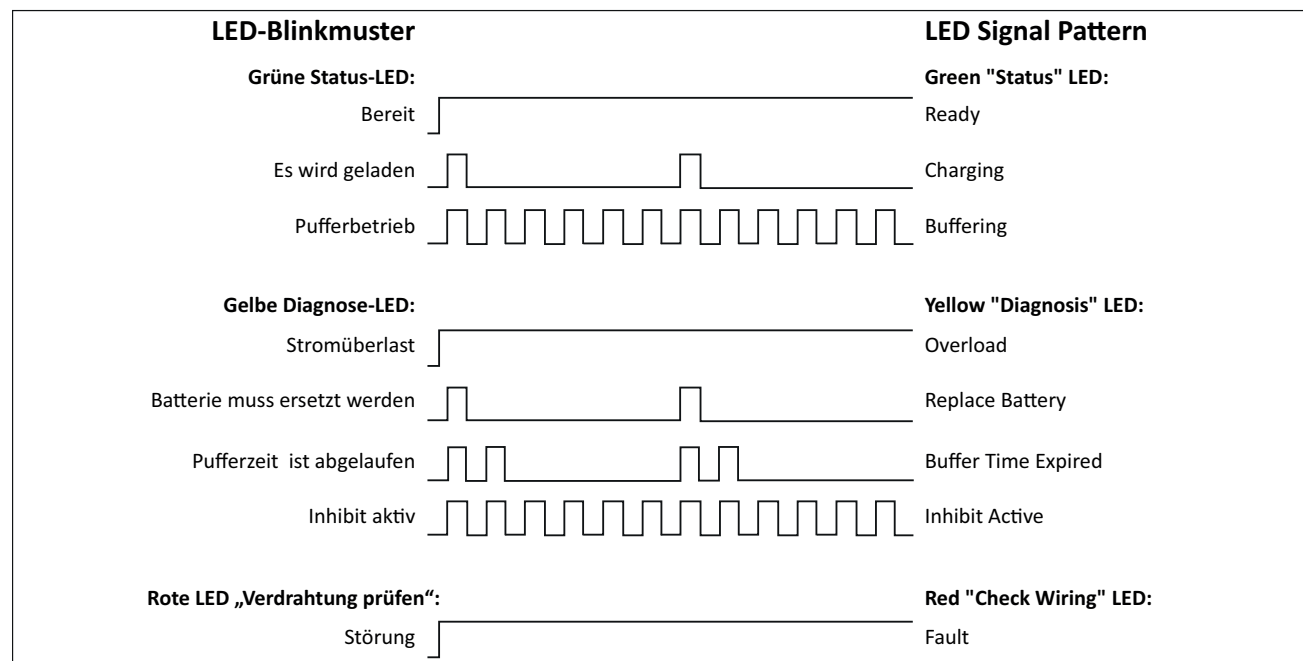 LED-Blinkmuster LED Signal Pattern
Grüne Status-LED: Green "Status" LED:
Bereit Ready
Es wird geladen Charging
Pufferbetrieb Buffering
Gelbe Diagnose-LED: Yellow "Diagnosis" LED:
Stromüberlast Overload
Batterie muss ersetzt werden Replace Battery
Pufferzeit ist abgelaufen Buffer Time Expired
Inhibit aktiv Inhibit Active
Rote LED „Verdrahtung prüfen“: Red "Check Wiring" LED:
Störung Fault